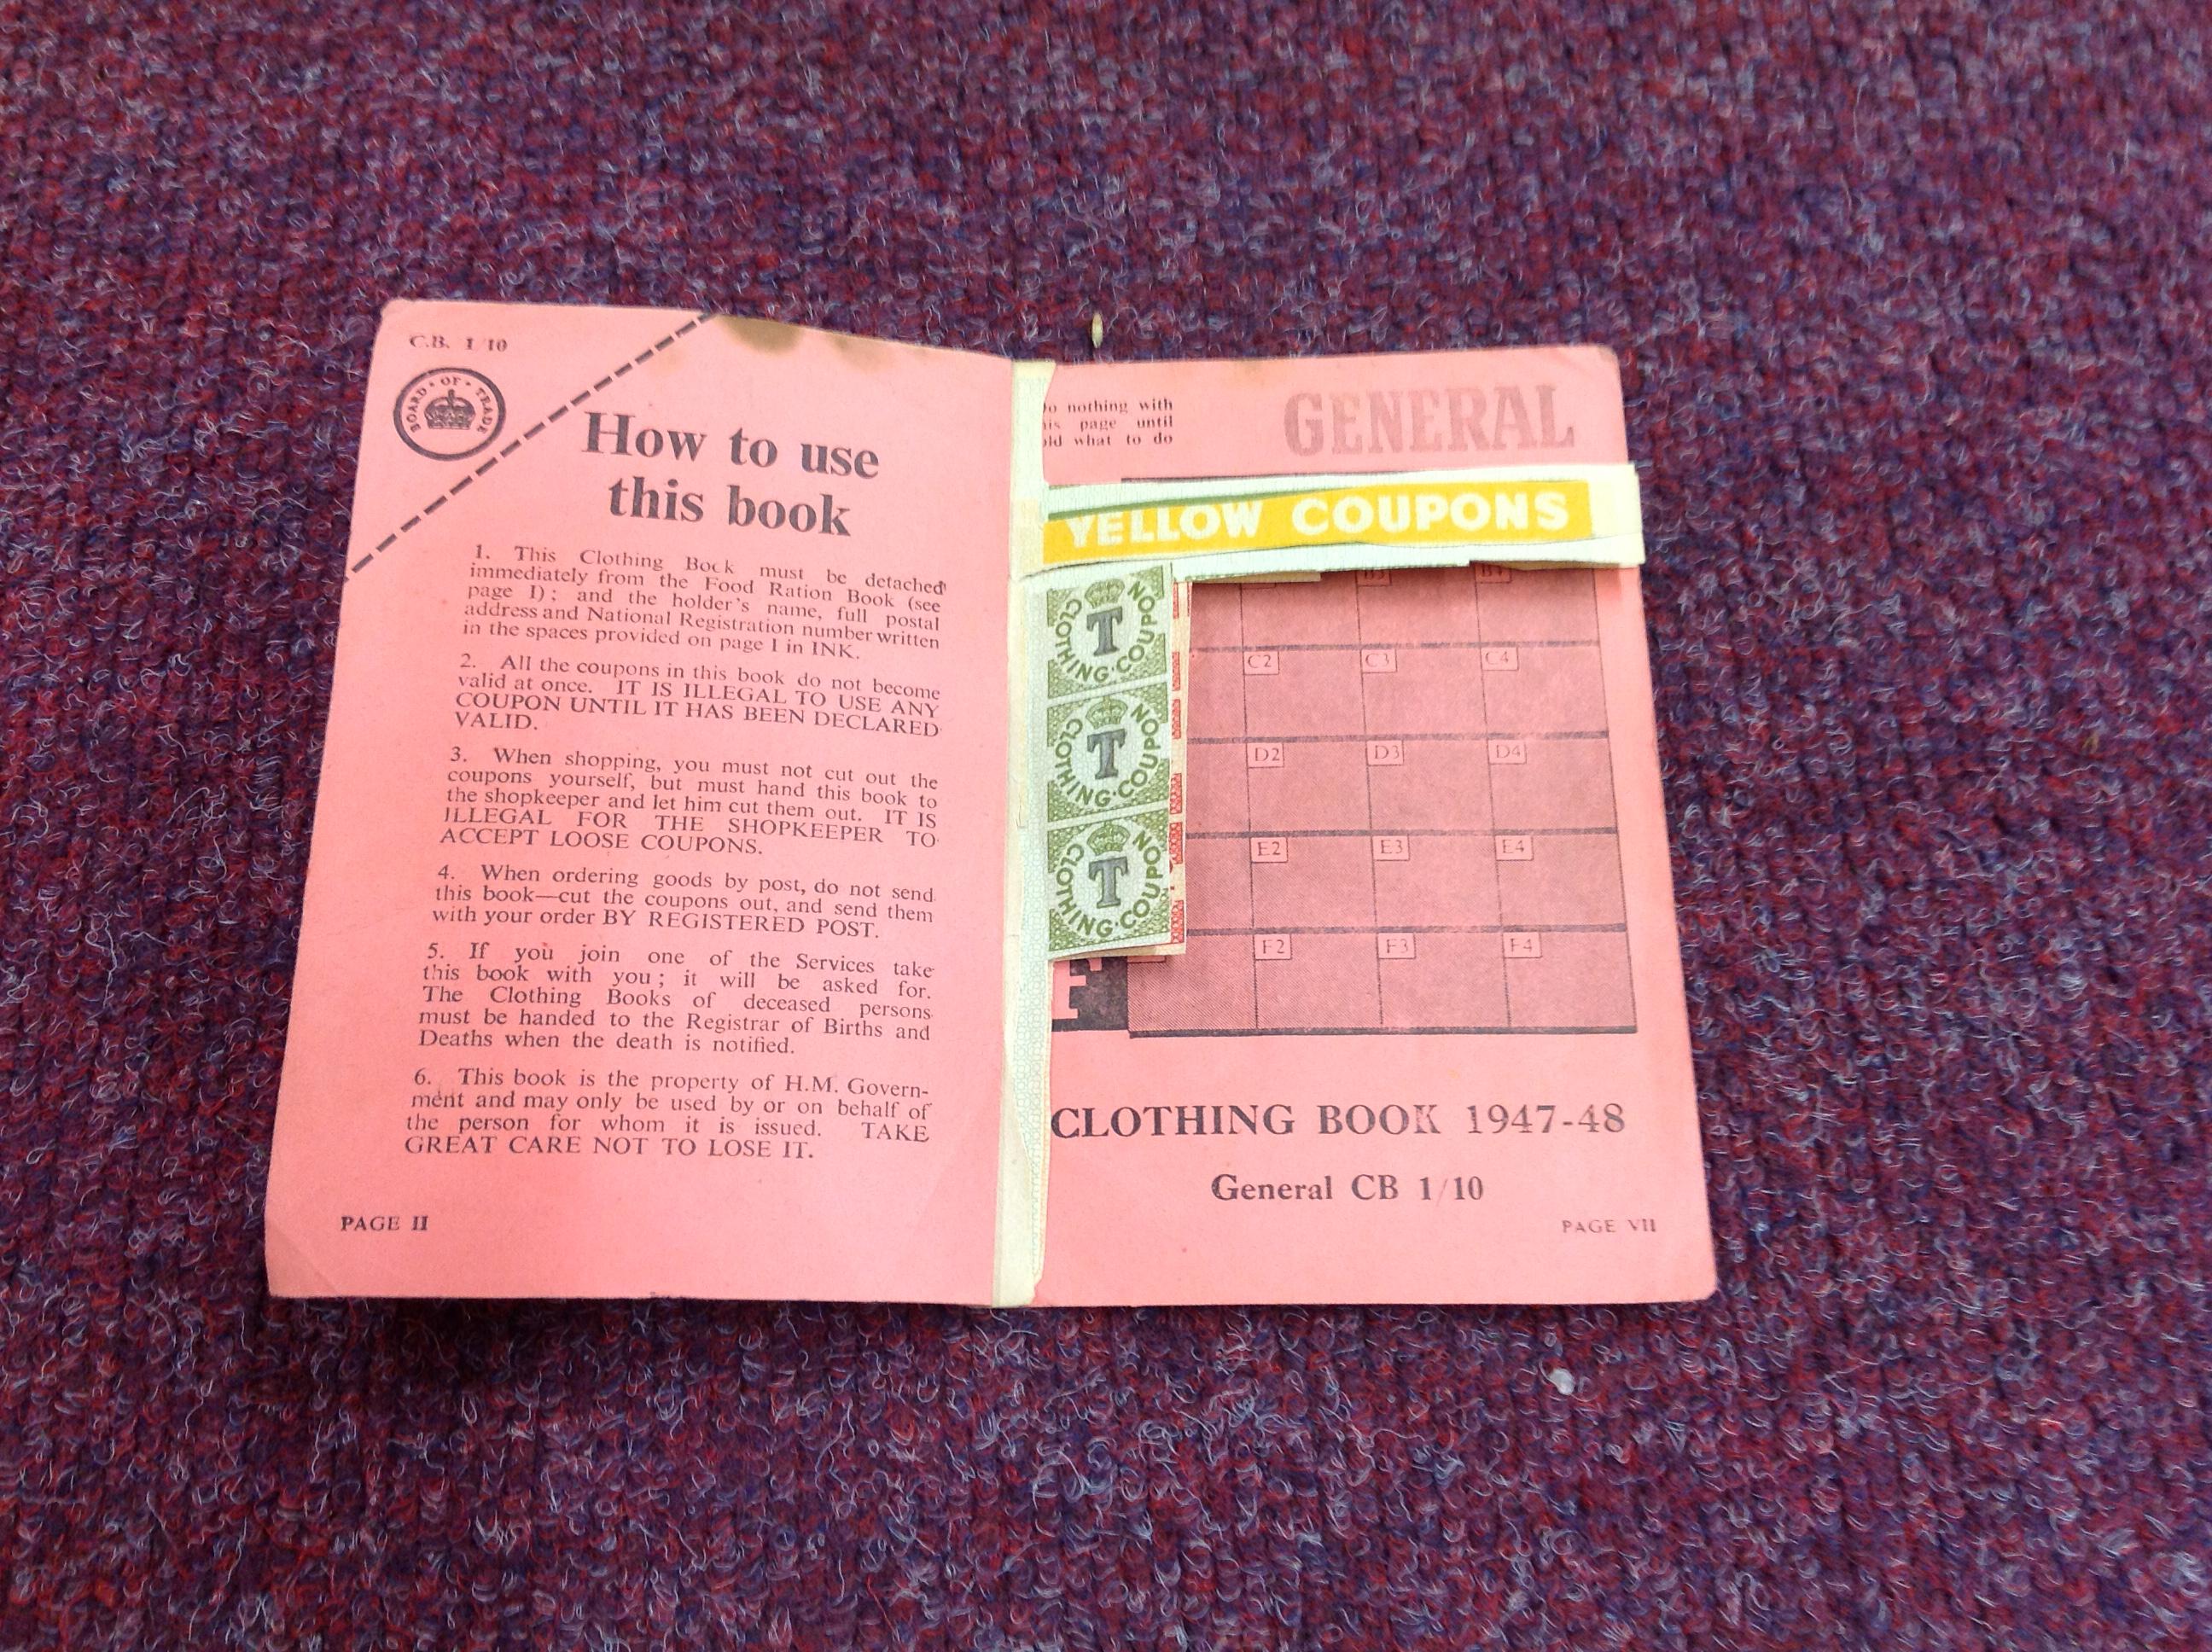 C.B. 1/10
BOARD · OF · TRADE
How to use
this book
1. This Clothing Book must be detached
immediately from the Food Ration Book (see
page I); and the holder's name, full postal
address and National Registration number written
in the spaces provided on page I in INK.
2. All the coupons in this book do not become
valid at once. IT IS ILLEGAL TO USE ANY
COUPON UNTIL IT HAS BEEN DECLARED
VALID.
3. When shopping, you must not cut out the
coupons yourself, but must hand this book to
the shopkeeper and let him cut them out. IT IS
ILLEGAL FOR THE SHOPKEEPER TO
ACCEPT LOOSE COUPONS.
4. When ordering goods by post, do not send
this book—cut the coupons out, and send them
with your order BY REGISTERED POST.
5. If you join one of the Services take
this book with you; it will be asked for.
The Clothing Books of deceased persons
must be handed to the Registrar of Births and
Deaths when the death is notified.
6. This book is the property of H.M. Govern-
ment and may only be used by or on behalf of
the person for whom it is issued. TAKE
GREAT CARE NOT TO LOSE IT.
PAGE II
nothing with
page until
what to do
GENERAL
YELLOW COUPONS
CLOTHING COUPON NO T
CLOTHING COUPON NO T
CLOTHING COUPON NO T
B3 B4
C2 C3 C4
D2 D3 D4
E2 E3 E4
F2 F3 F4
F
CLOTHING BOOK 1947-48
General CB 1/10
PAGE VII